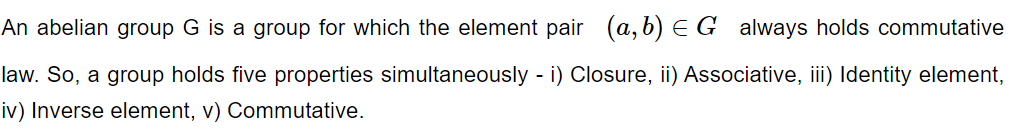 An abelian group G is a group for which the element pair (a, b) ∈ G always holds commutative
law. So, a group holds five properties simultaneously - i) Closure, ii) Associative, iii) Identity element,
iv) Inverse element, v) Commutative.